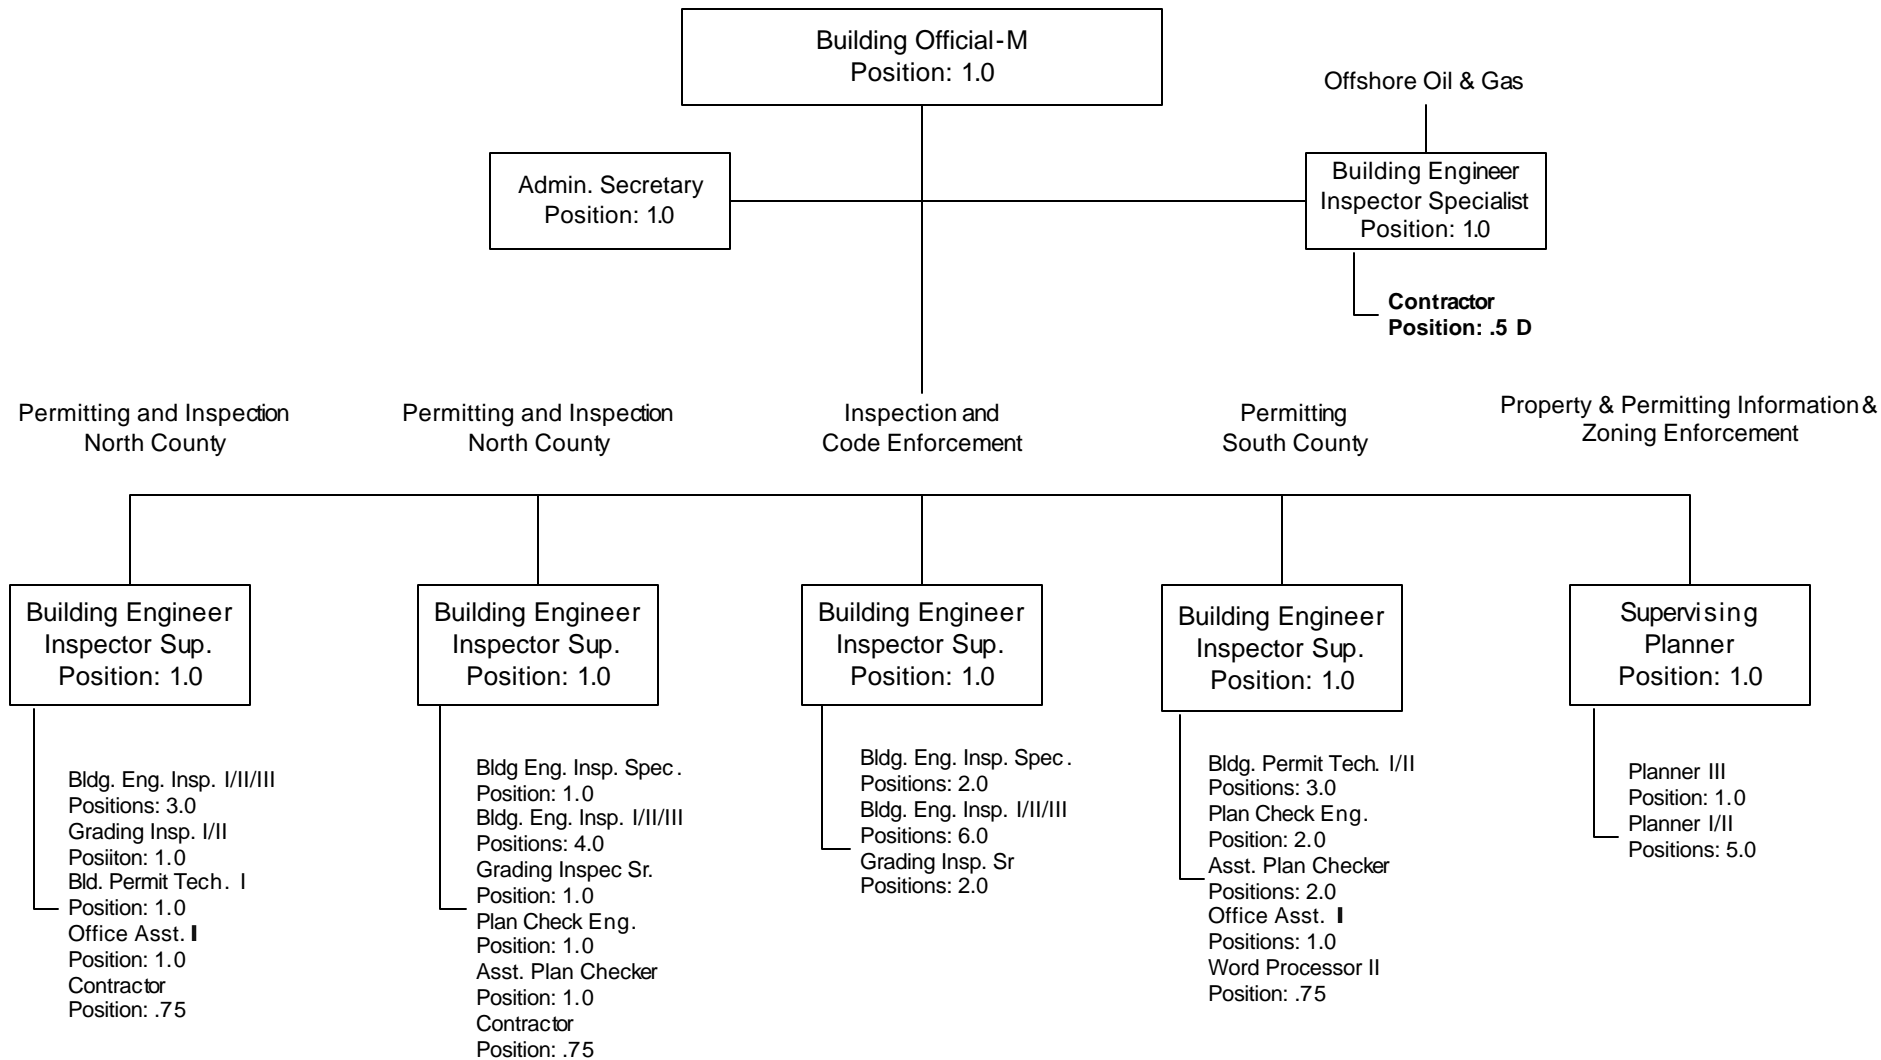 Building Official-M
Position: 1.0
Offshore Oil & Gas
Admin. Secretary
Position: 1.0
Building Engineer
Inspector Specialist
Position: 1.0
Contractor
Position: .5 D
Permitting and Inspection
North County
Permitting and Inspection
North County
Inspection and
Code Enforcement
Permitting
South County
Property & Permitting Information &
Zoning Enforcement
Building Engineer
Inspector Sup.
Position: 1.0
Building Engineer
Inspector Sup.
Position: 1.0
Building Engineer
Inspector Sup.
Position: 1.0
Building Engineer
Inspector Sup.
Position: 1.0
Supervising
Planner
Position: 1.0
Bldg. Eng. Insp. I/II/III
Positions: 3.0
Grading Insp. I/II
Posiiton: 1.0
Bld. Permit Tech. I
Position: 1.0
Office Asst. I
Position: 1.0
Contractor
Position: .75
Bldg Eng. Insp. Spec.
Position: 1.0
Bldg. Eng. Insp. I/II/III
Positions: 4.0
Grading Inspec Sr.
Position: 1.0
Plan Check Eng.
Position: 1.0
Asst. Plan Checker
Position: 1.0
Contractor
Position: .75
Bldg. Eng. Insp. Spec.
Positions: 2.0
Bldg. Eng. Insp. I/II/III
Positions: 6.0
Grading Insp. Sr
Positions: 2.0
Bldg. Permit Tech. I/II
Positions: 3.0
Plan Check Eng.
Position: 2.0
Asst. Plan Checker
Positions: 2.0
Office Asst. I
Positions: 1.0
Word Processor II
Position: .75
Planner III
Position: 1.0
Planner I/II
Positions: 5.0